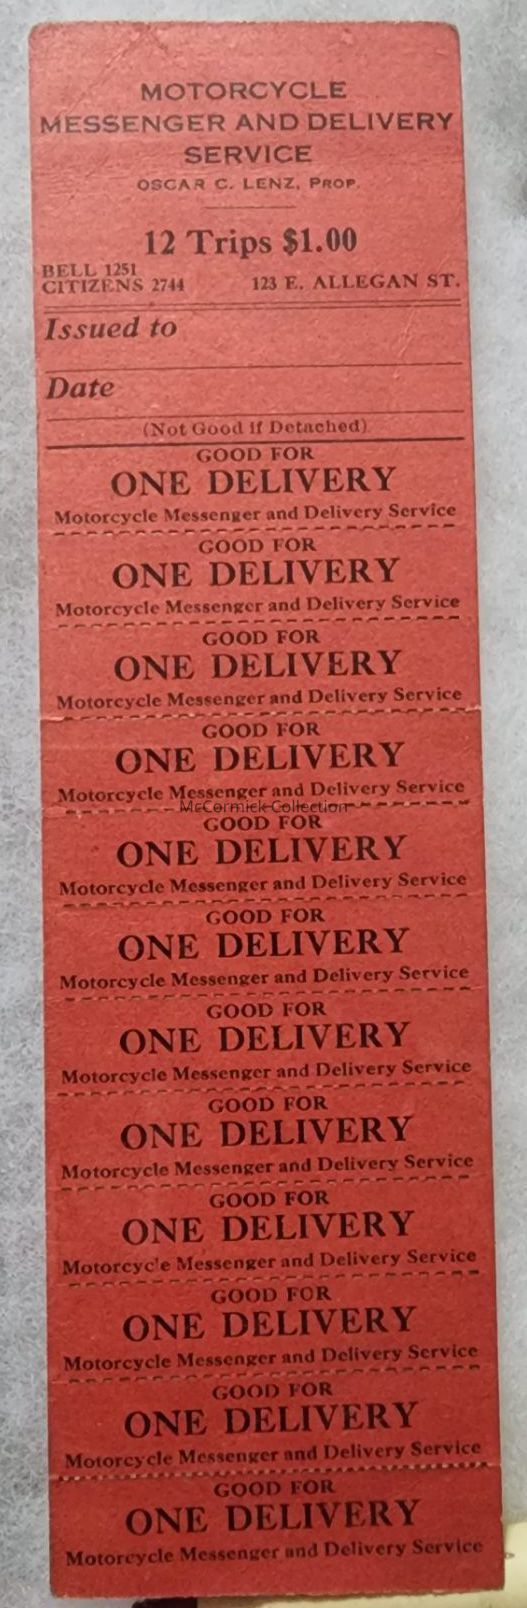 MOTORCYCLE
MESSENGER AND DELIVERY
SERVICE
OSCAR C. LENZ, PROP.
12 Trips $1.00
BELL 1251
CITIZENS 2744 123 E. ALLEGAN ST.
Issued to
Date
(Not Good if Detached)
GOOD FOR
ONE DELIVERY
Motorcycle Messenger and Delivery Service
GOOD FOR
ONE DELIVERY
Motorcycle Messenger and Delivery Service
GOOD FOR
ONE DELIVERY
Motorcycle Messenger and Delivery Service
GOOD FOR
ONE DELIVERY
Motorcycle Messenger and Delivery Service
McCormick Collection
GOOD FOR
ONE DELIVERY
Motorcycle Messenger and Delivery Service
GOOD FOR
ONE DELIVERY
Motorcycle Messenger and Delivery Service
GOOD FOR
ONE DELIVERY
Motorcycle Messenger and Delivery Service
GOOD FOR
ONE DELIVERY
Motorcycle Messenger and Delivery Service
GOOD FOR
ONE DELIVERY
Motorcycle Messenger and Delivery Service
GOOD FOR
ONE DELIVERY
Motorcycle Messenger and Delivery Service
GOOD FOR
ONE DELIVERY
Motorcycle Messenger and Delivery Service
GOOD FOR
ONE DELIVERY
Motorcycle Messenger and Delivery Service